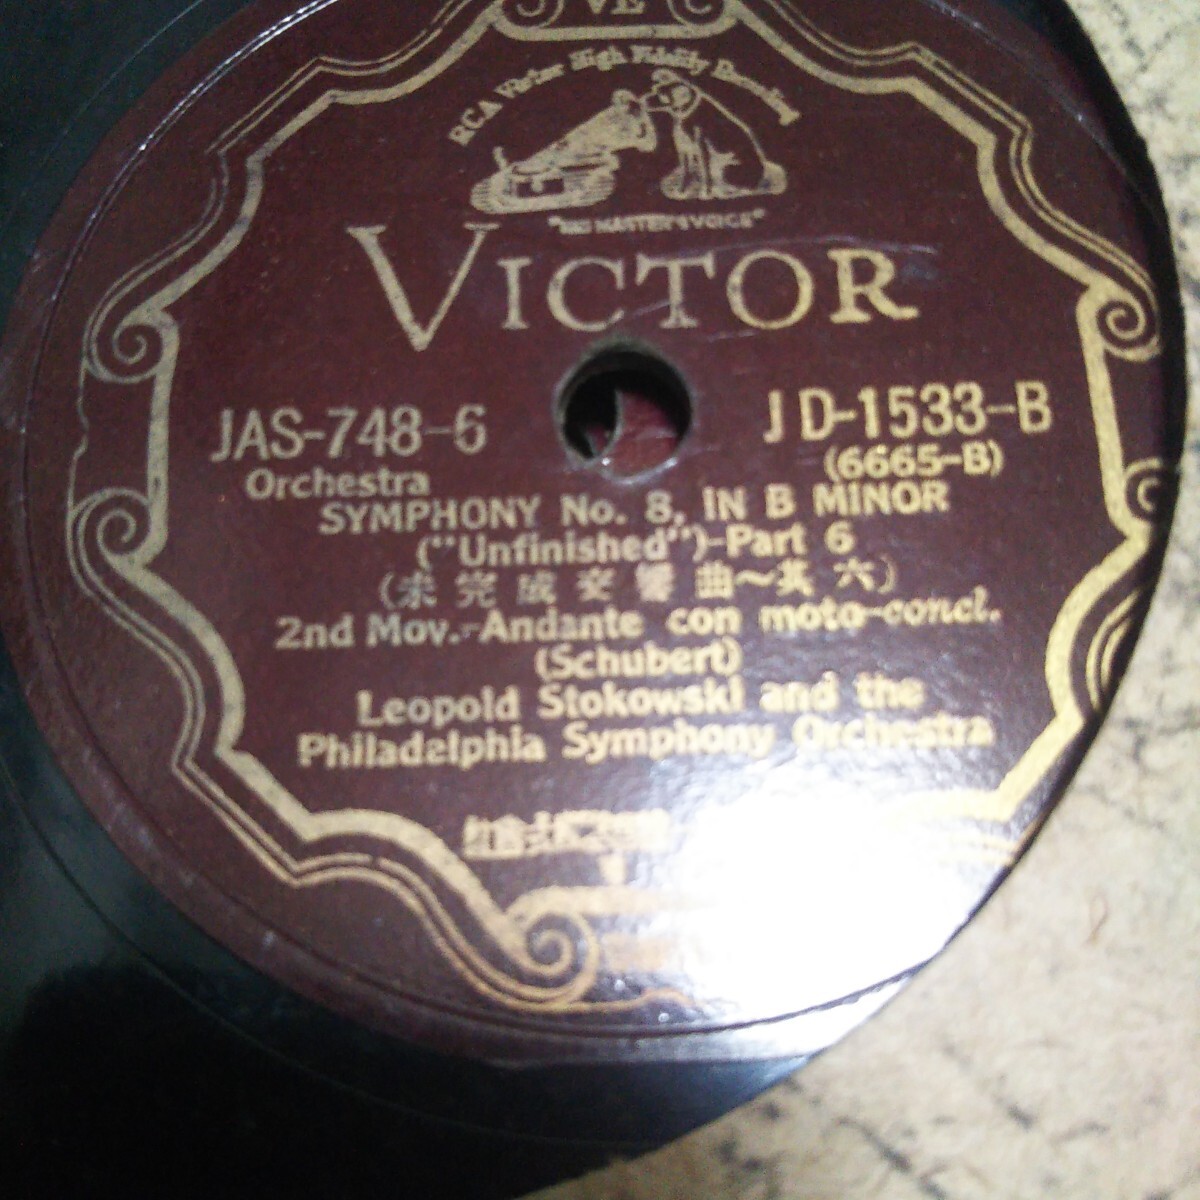 JVC
RCA Victor High Fidelity Recording
"HIS MASTER'S VOICE"
VICTOR
JAS-748-6
JD-1533-B
(6665-B)
Orchestra
SYMPHONY No. 8, IN B MINOR
("Unfinished")-Part 6
(未完成交響曲〜其六)
2nd Mov.-Andante con moto-concl.
(Schubert)
Leopold Stokowski and the
Philadelphia Symphony Orchestra